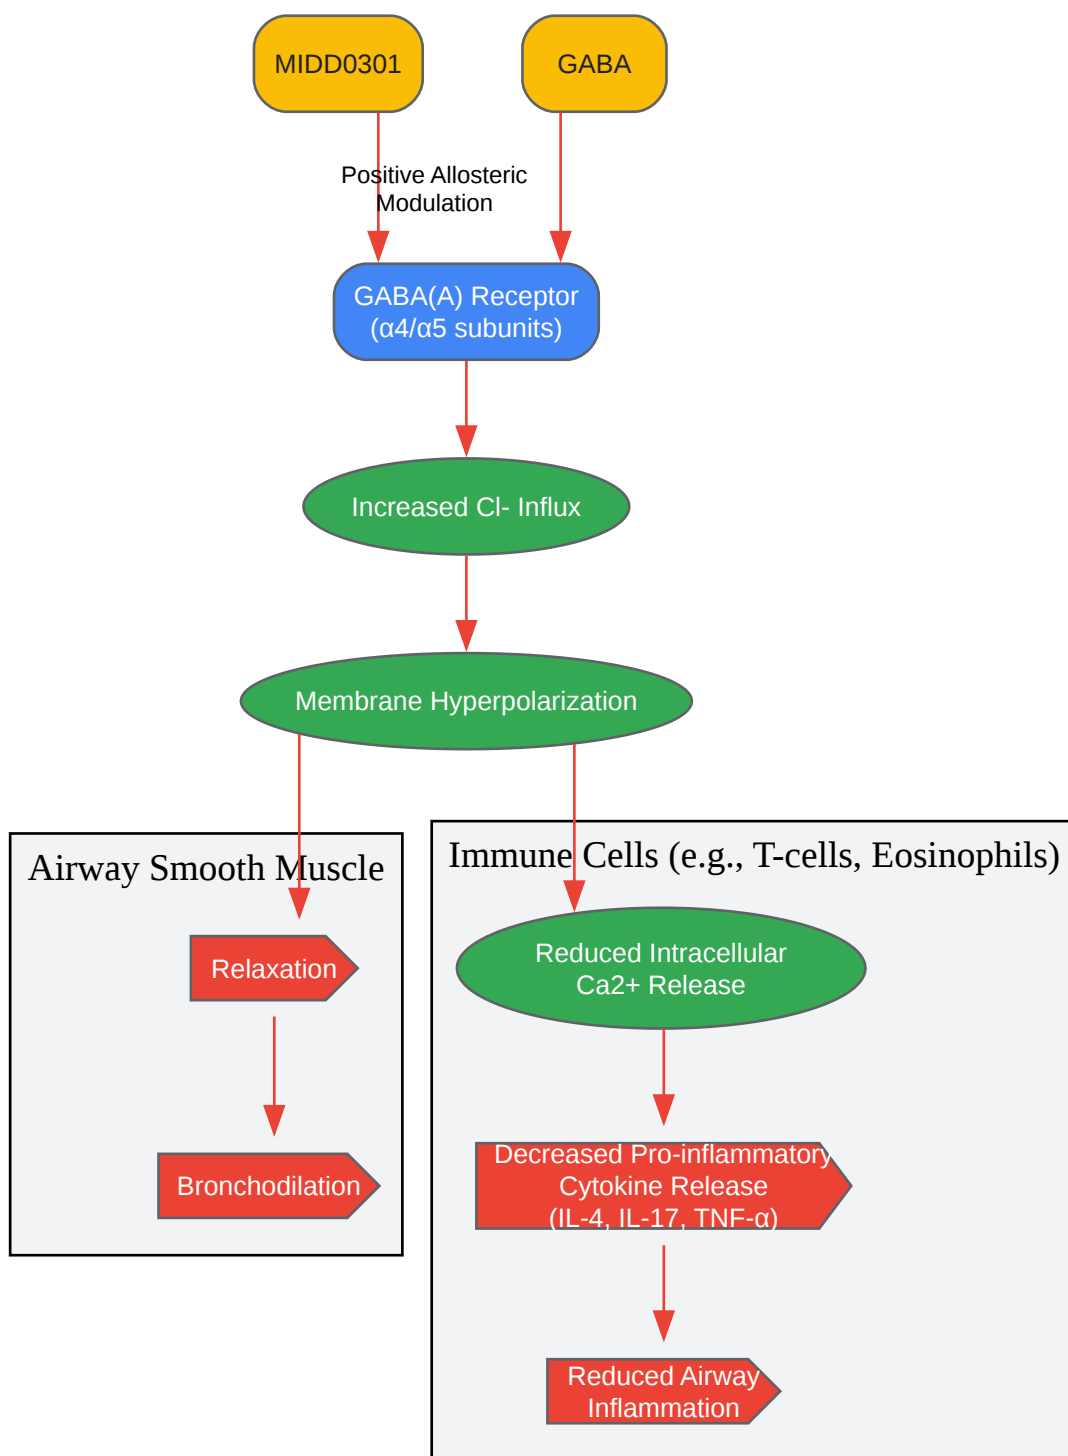 MIDD0301
GABA
Positive Allosteric
Modulation
GABA(A) Receptor
(α4/α5 subunits)
Increased Cl- Influx
Membrane Hyperpolarization
Airway Smooth Muscle
Relaxation
Bronchodilation
Immune Cells (e.g., T-cells, Eosinophils)
Reduced Intracellular
Ca2+ Release
Decreased Pro-inflammatory
Cytokine Release
(IL-4, IL-17, TNF-α)
Reduced Airway
Inflammation